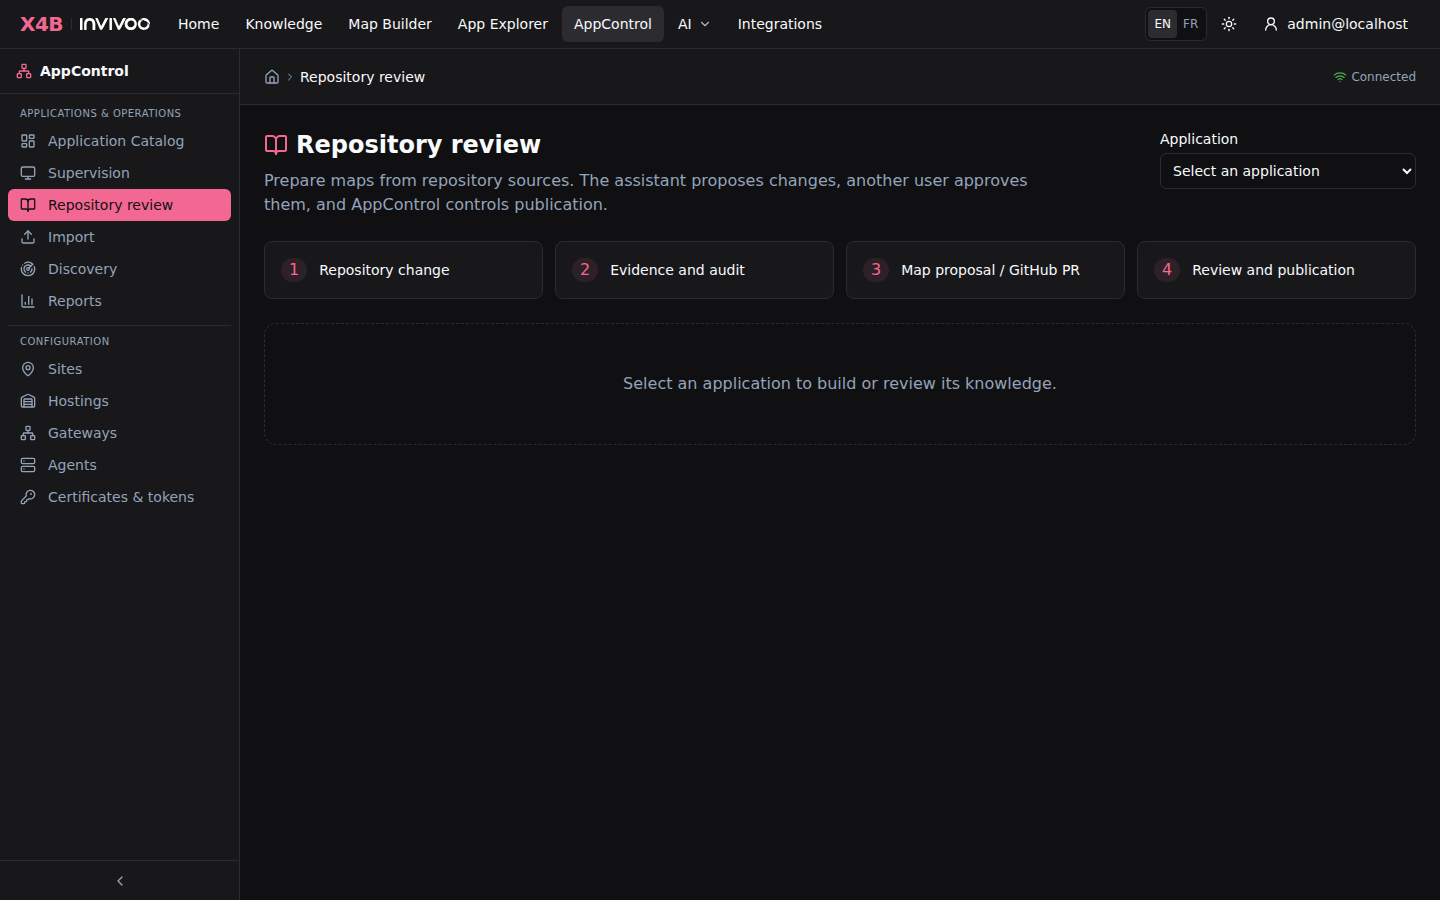 X4B INVIVOO Home Knowledge Map Builder App Explorer AppControl AI Integrations EN FR admin@localhost
AppControl
APPLICATIONS & OPERATIONS
Application Catalog
Supervision
Repository review
Import
Discovery
Reports
CONFIGURATION
Sites
Hostings
Gateways
Agents
Certificates & tokens
Repository review
Connected
Repository review
Prepare maps from repository sources. The assistant proposes changes, another user approves
them, and AppControl controls publication.
Application
Select an application
1 Repository change
2 Evidence and audit
3 Map proposal / GitHub PR
4 Review and publication
Select an application to build or review its knowledge.